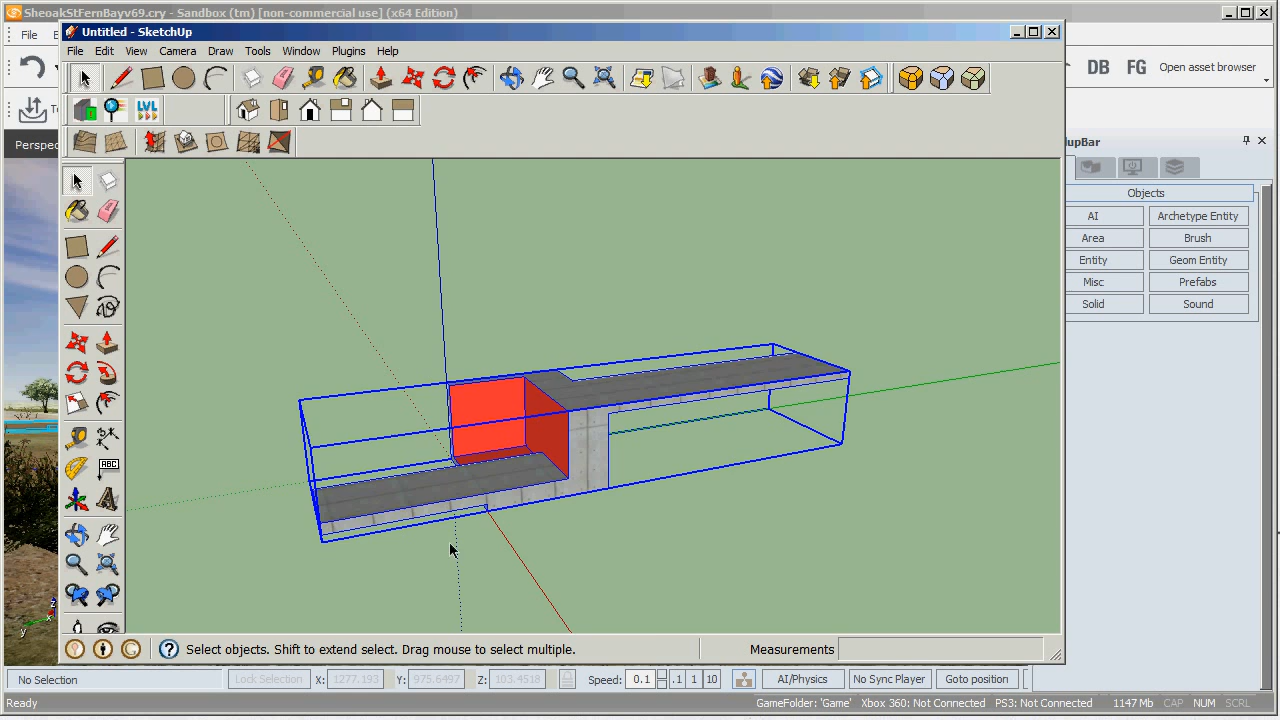 SheoakStFernBayv69.cry - Sandbox (tm) [non-commercial use] (x64 Edition)
File
Untitled - SketchUp
File Edit View Camera Draw Tools Window Plugins Help
DB FG Open asset browser
LVL
Objects
AI Archetype Entity
Area Brush
Entity Geom Entity
Misc Prefabs
Solid Sound
ABC
Select objects. Shift to extend select. Drag mouse to select multiple.
Measurements
No Selection Lock Selection X: 1277.193 Y: 975.6497 Z: 103.4518 Speed: 0.1 .1 1 10 AI/Physics No Sync Player Goto position
Ready GameFolder: 'Game' Xbox 360: Not Connected PS3: Not Connected 1147 Mb CAP NUM SCRL
z
x
y